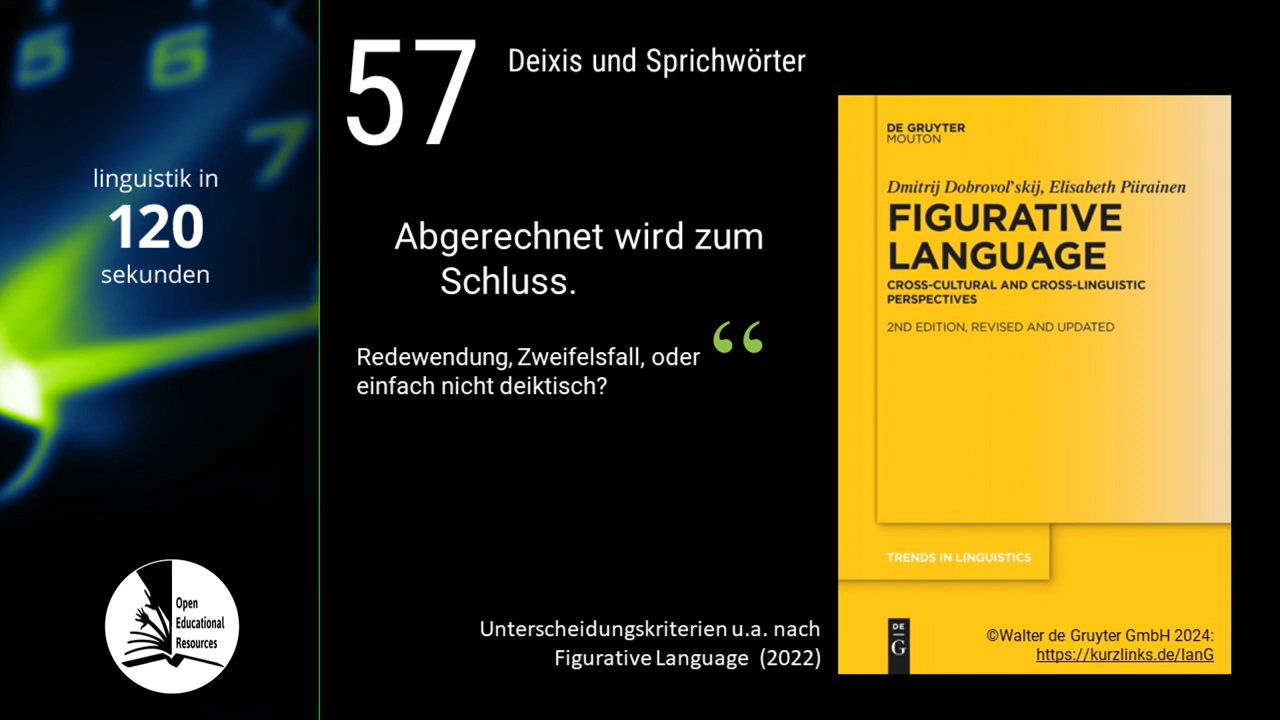 5 6
7
linguistik in
120
sekunden
Open
Educational
Resources
57
Deixis und Sprichwörter
Abgerechnet wird zum
Schluss.
“
Redewendung, Zweifelsfall, oder
einfach nicht deiktisch?
Unterscheidungskriterien u.a. nach
Figurative Language (2022)
DE GRUYTER
MOUTON
Dmitrij Dobrovol’skij, Elisabeth Piirainen
FIGURATIVE
LANGUAGE
CROSS-CULTURAL AND CROSS-LINGUISTIC
PERSPECTIVES
2ND EDITION, REVISED AND UPDATED
TRENDS IN LINGUISTICS
DE
G
©Walter de Gruyter GmbH 2024:
https://kurzlinks.de/lanG